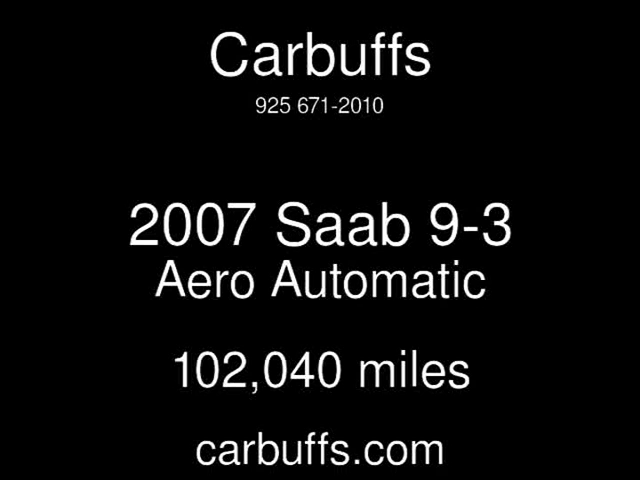 Carbuffs
925 671-2010
2007 Saab 9-3
Aero Automatic
102,040 miles
carbuffs.com